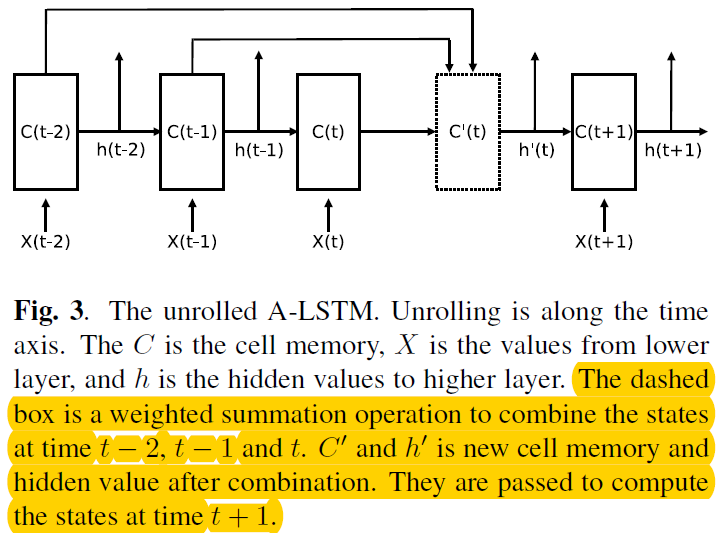 C(t-2) C(t-1) C(t) C'(t) C(t+1)
h(t-2) h(t-1) h'(t) h(t+1)
X(t-2) X(t-1) X(t) X(t+1)
Fig. 3. The unrolled A-LSTM. Unrolling is along the time
axis. The C is the cell memory, X is the values from lower
layer, and h is the hidden values to higher layer. The dashed
box is a weighted summation operation to combine the states
at time t − 2, t − 1 and t. C′ and h′ is new cell memory and
hidden value after combination. They are passed to compute
the states at time t + 1.